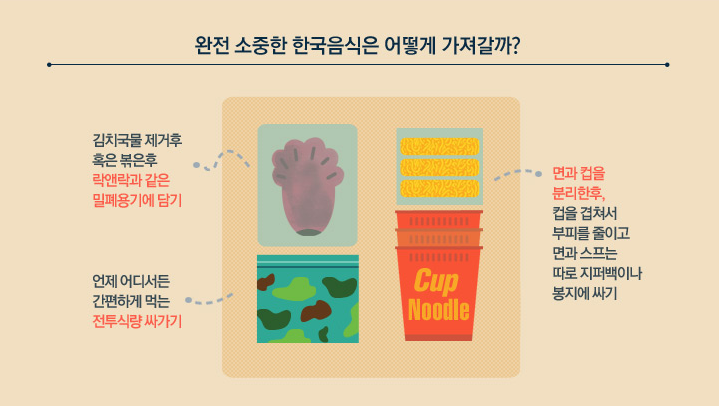 완전 소중한 한국음식은 어떻게 가져갈까?
김치국물 제거후
혹은 볶은후
락앤락과 같은
밀폐용기에 담기
언제 어디서든
간편하게 먹는
전투식량 싸가기
Cup
Noodle
면과 컵을
분리한후,
컵을 겹쳐서
부피를 줄이고
면과 스프는
따로 지퍼백이나
봉지에 싸기